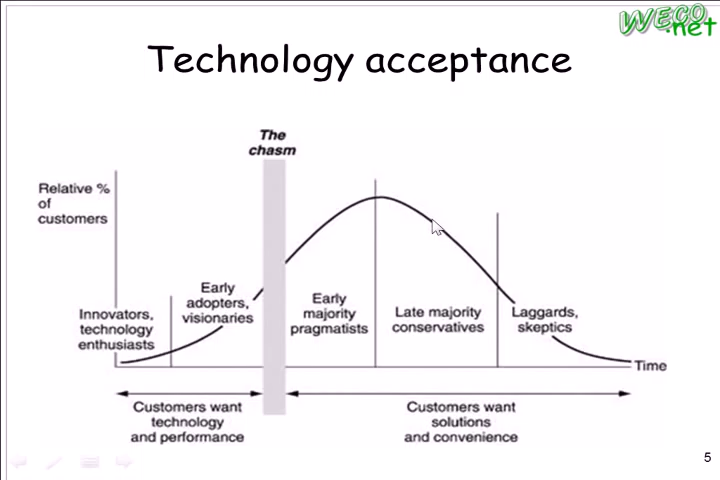 WECO
.net
Technology acceptance
The
chasm
Relative %
of
customers
Innovators,
technology
enthusiasts
Early
adopters,
visionaries
Early
majority
pragmatists
Late majority
conservatives
Laggards,
skeptics
Time
Customers want
technology
and performance
Customers want
solutions
and convenience
5